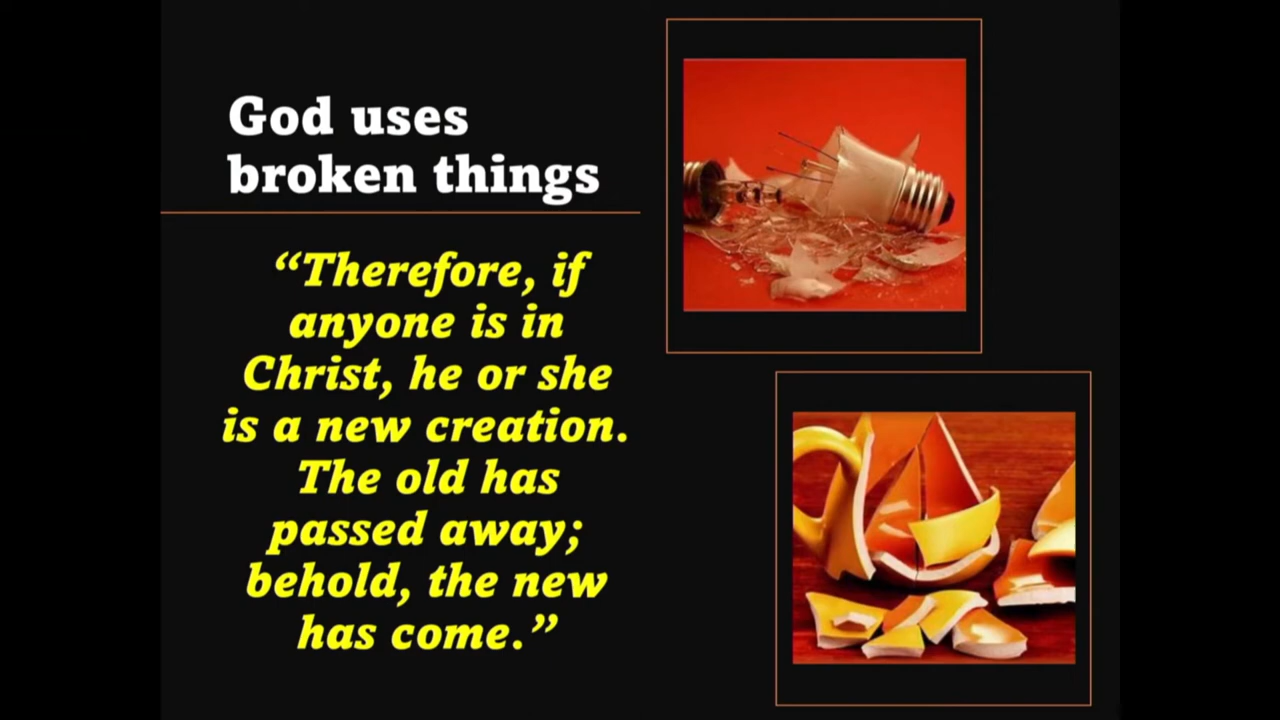 God uses
broken things
“Therefore, if
anyone is in
Christ, he or she
is a new creation.
The old has
passed away;
behold, the new
has come.”